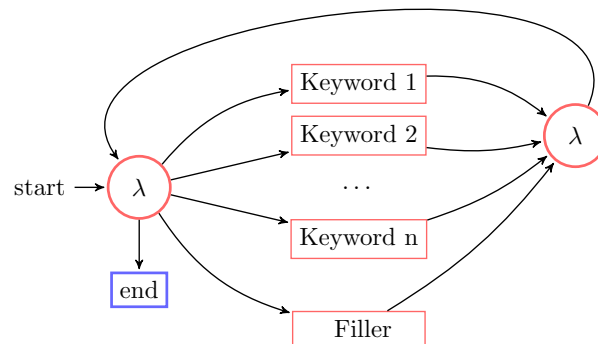 Keyword 1
Keyword 2
λ
start
λ
...
Keyword n
end
Filler